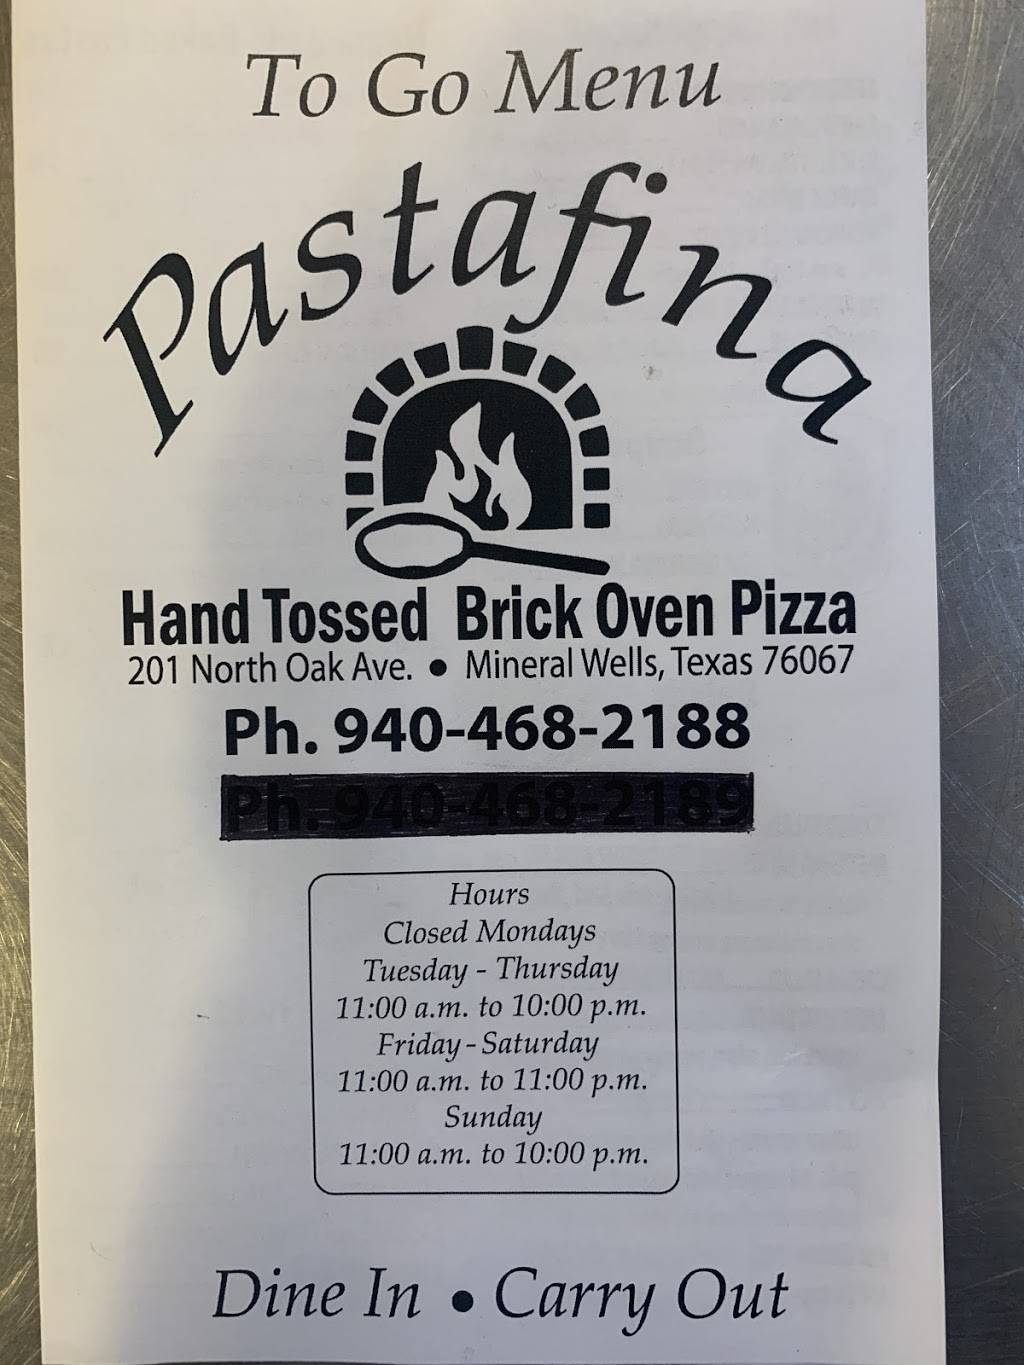 To Go Menu
Pastafina
Hand Tossed Brick Oven Pizza
201 North Oak Ave. • Mineral Wells, Texas 76067
Ph. 940-468-2188
Ph. 940-468-2189
Hours
Closed Mondays
Tuesday - Thursday
11:00 a.m. to 10:00 p.m.
Friday - Saturday
11:00 a.m. to 11:00 p.m.
Sunday
11:00 a.m. to 10:00 p.m.
Dine In • Carry Out